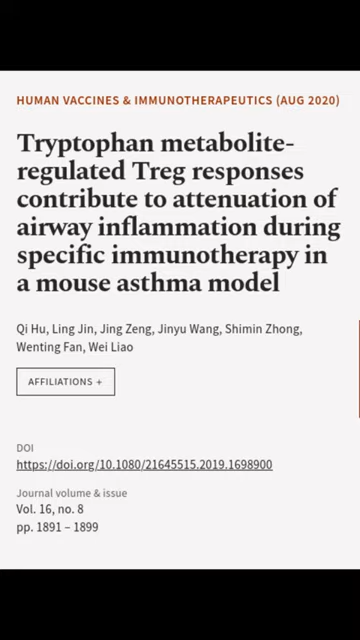 HUMAN VACCINES & IMMUNOTHERAPEUTICS (AUG 2020)
Tryptophan metabolite-
regulated Treg responses
contribute to attenuation of
airway inflammation during
specific immunotherapy in
a mouse asthma model
Qi Hu, Ling Jin, Jing Zeng, Jinyu Wang, Shimin Zhong,
Wenting Fan, Wei Liao
AFFILIATIONS +
DOI
https://doi.org/10.1080/21645515.2019.1698900
Journal volume & issue
Vol. 16, no. 8
pp. 1891 – 1899